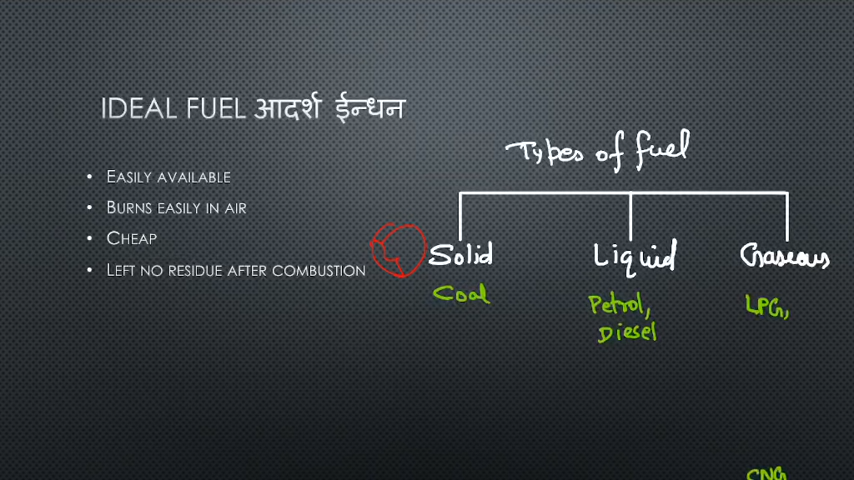 IDEAL FUEL आदर्श ईन्धन
• EASILY AVAILABLE
• BURNS EASILY IN AIR
• CHEAP
• LEFT NO RESIDUE AFTER COMBUSTION
Types of fuel
Solid Liquid Gaseous
Coal Petrol, LPG,
Diesel
CNG